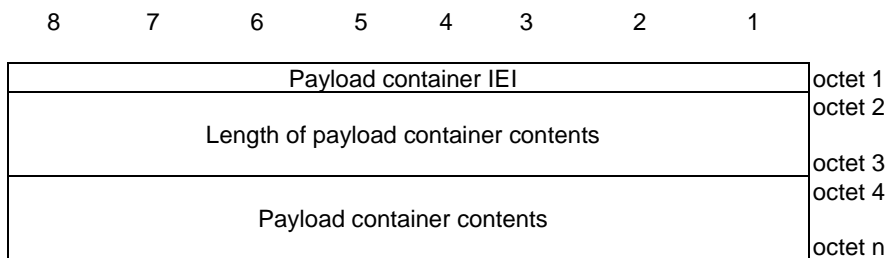 8 7 6 5 4 3 2 1
Payload container IEI octet 1
octet 2
Length of payload container contents
octet 3
octet 4
Payload container contents
octet n